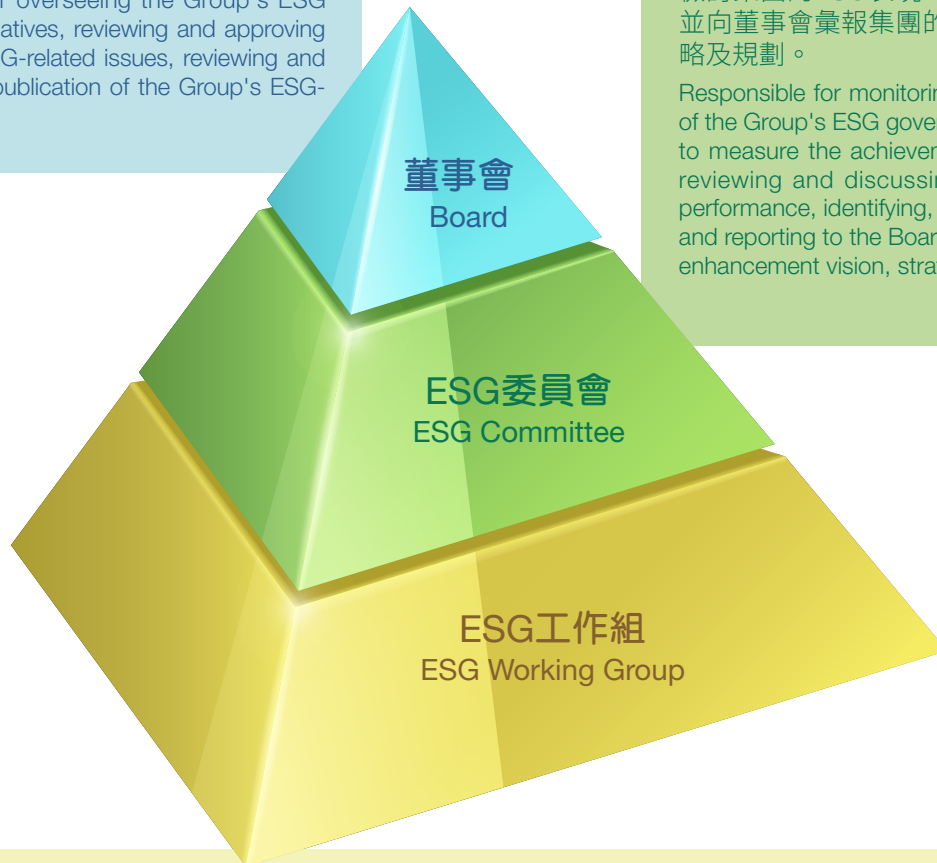 overseeing the Group's ESG
atives, reviewing and approving
G-related issues, reviewing and
publication of the Group's ESG-
董事會
Board
並向董事會彙報集團的
略及規劃。
Responsible for monitorin
of the Group's ESG gove
to measure the achiever
reviewing and discussin
performance, identifying,
and reporting to the Boar
enhancement vision, stra
ESG委員會
ESG Committee
ESG工作組
ESG Working Group